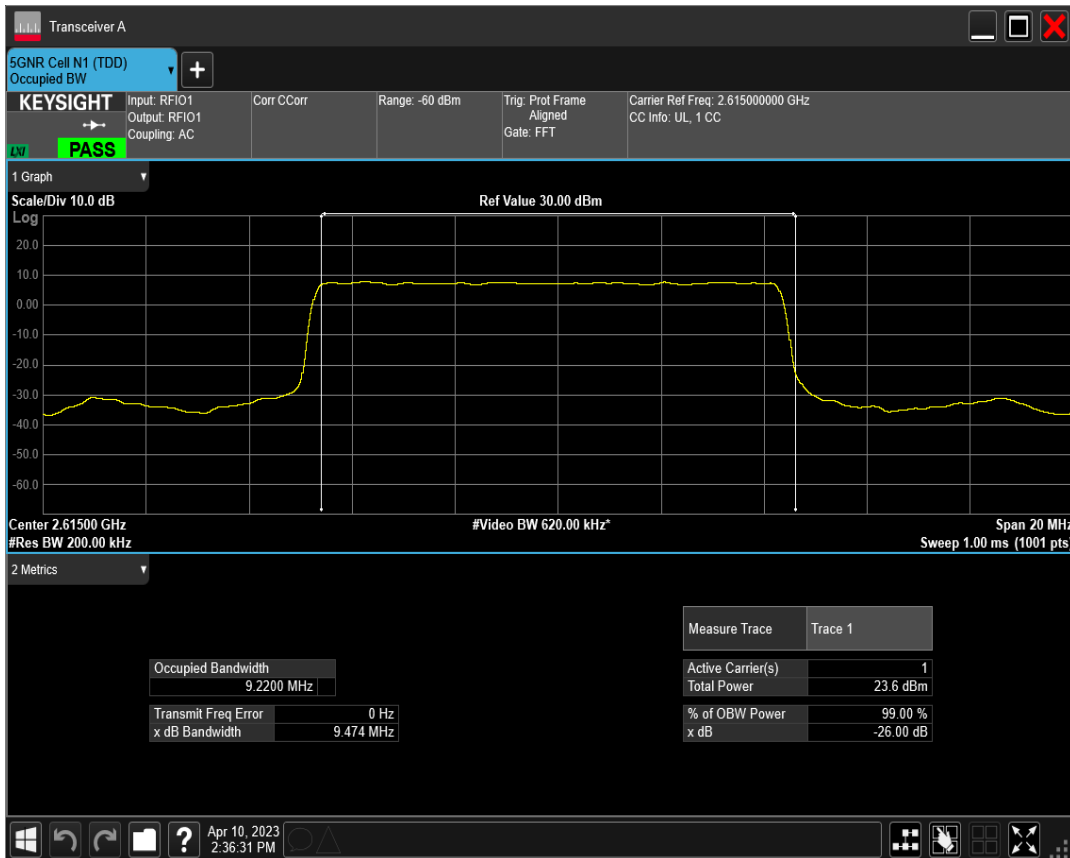 Transceiver A
5GNR Cell N1 (TDD)
Occupied BW
+
KEYSIGHT
LXI
PASS
Input: RFIO1
Output: RFIO1
Coupling: AC
Corr CCorr
Range: -60 dBm
Trig: Prot Frame
Aligned
Gate: FFT
Carrier Ref Freq: 2.615000000 GHz
CC Info: UL, 1 CC
1 Graph
Scale/Div 10.0 dB
Ref Value 30.00 dBm
Log
20.0
10.0
0.00
-10.0
-20.0
-30.0
-40.0
-50.0
-60.0
Center 2.61500 GHz
#Video BW 620.00 kHz*
Span 20 MHz
#Res BW 200.00 kHz
Sweep 1.00 ms (1001 pts)
2 Metrics
Measure Trace Trace 1
Occupied Bandwidth
9.2200 MHz
Transmit Freq Error 0 Hz
x dB Bandwidth 9.474 MHz
Active Carrier(s) 1
Total Power 23.6 dBm
% of OBW Power 99.00 %
x dB -26.00 dB
?
Apr 10, 2023
2:36:31 PM